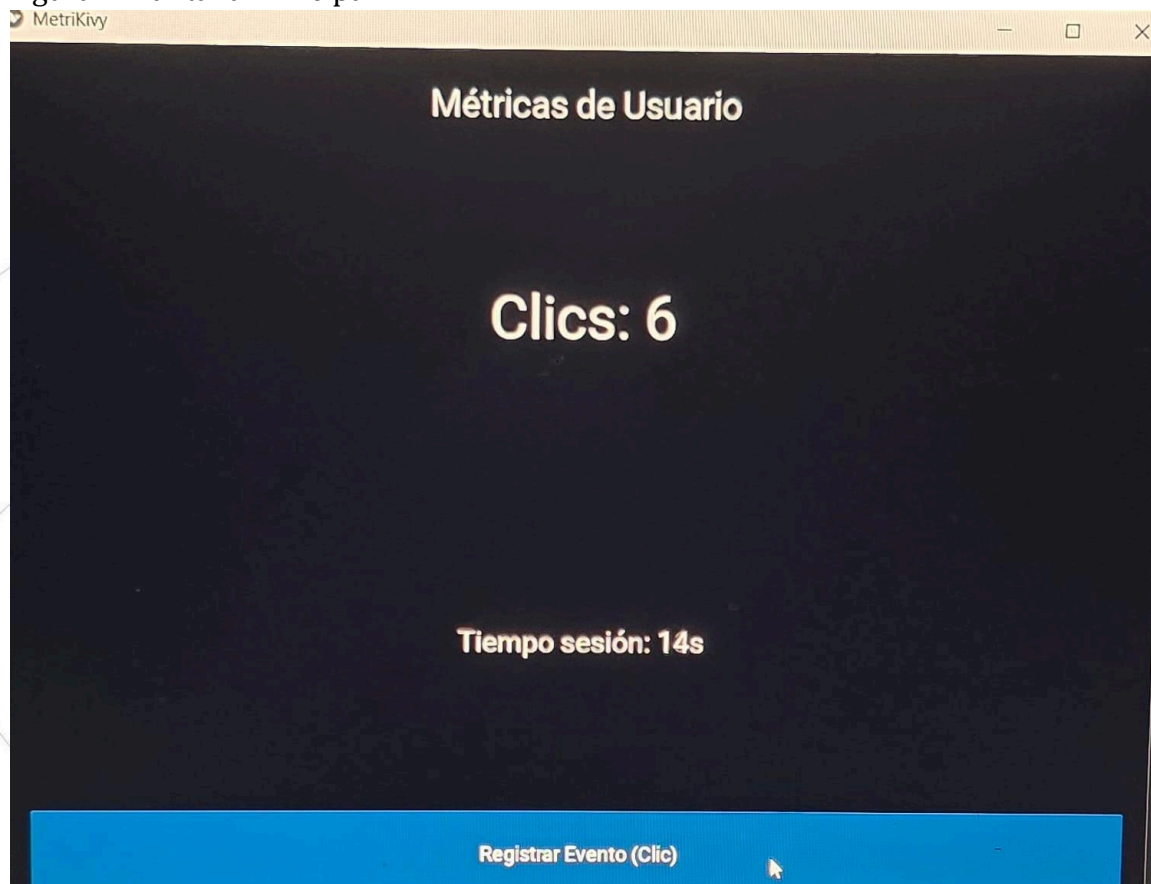 MetriKivy
Métricas de Usuario
Clics: 6
Tiempo sesión: 14s
Registrar Evento (Clic)